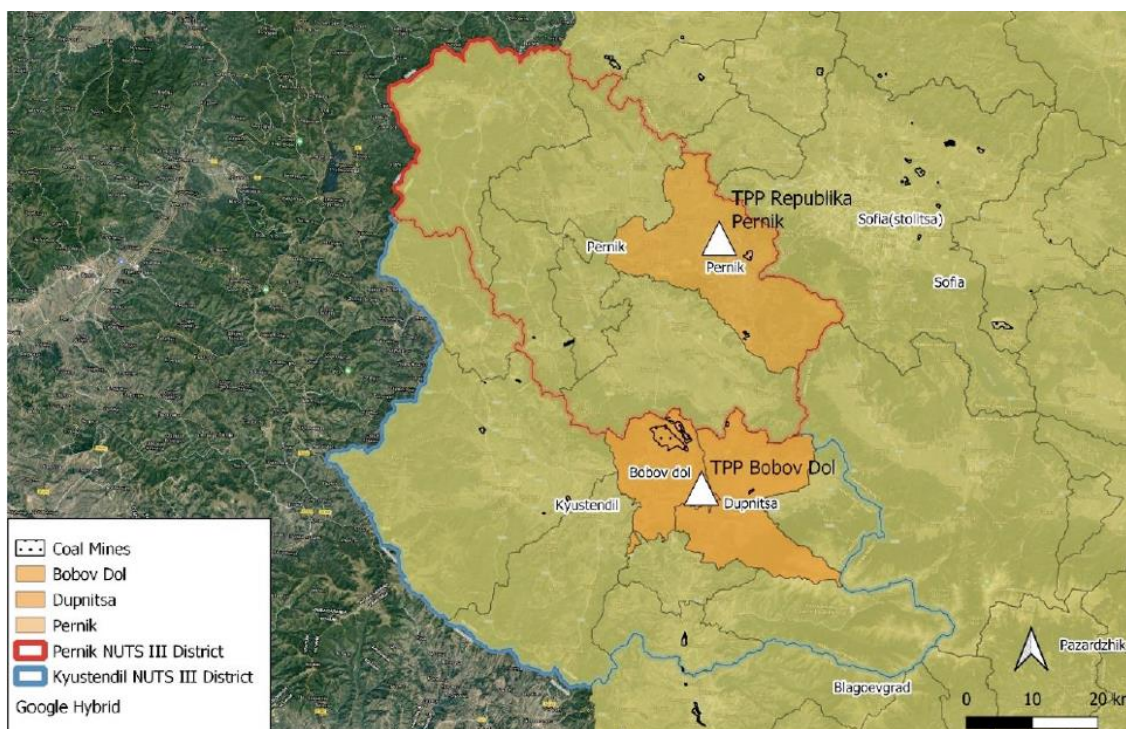 TPP Republika
Pernik
Pernik
Pernik
Sofia(stolitsa)
Sofia
Bobov dol
TPP Bobov Dol
Kyustendil
Dupnitsa
Pazardzhik
Blagoevgrad
0 10 20 km
Coal Mines
Bobov Dol
Dupnitsa
Pernik
Pernik NUTS III District
Kyustendil NUTS III District
Google Hybrid